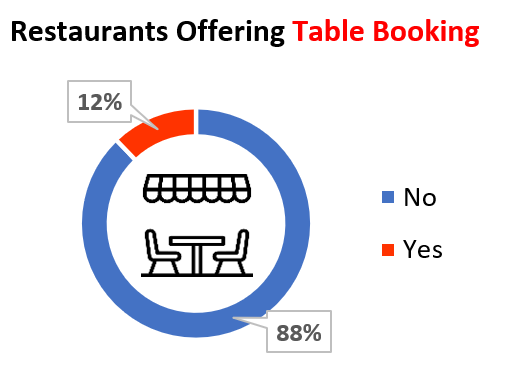 Restaurants Offering Table Booking
12%
No
Yes
88%